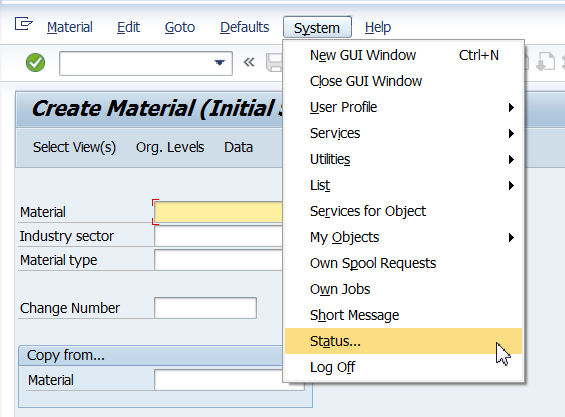 Material Edit Goto Defaults System Help
New GUI Window Ctrl+N
Close GUI Window
User Profile
Services
Utilities
List
Services for Object
My Objects
Own Spool Requests
Own Jobs
Short Message
Status...
Log Off
Create Material (Initial
Select View(s) Org. Levels Data
Material
Industry sector
Material type
Change Number
Copy from...
Material